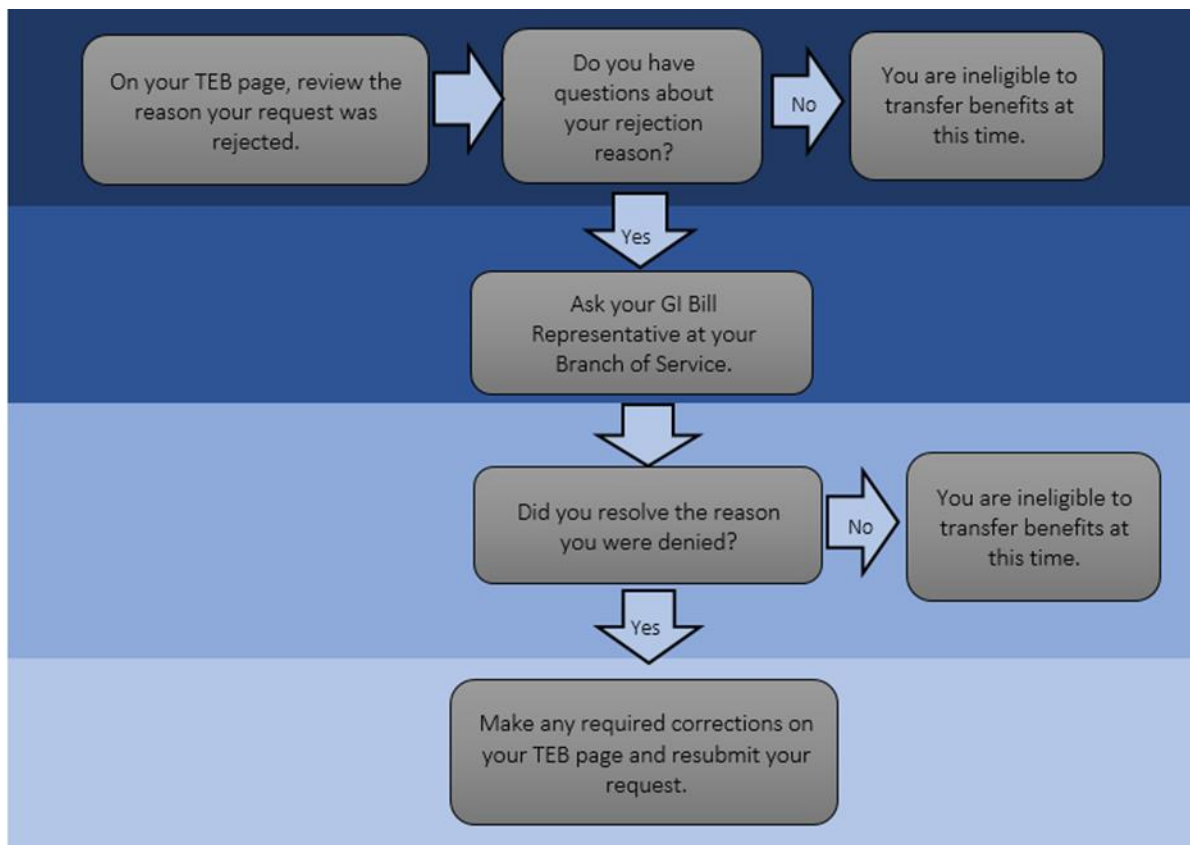 On your TEB page, review the
reason your request was
rejected.
Do you have
questions about
your rejection
reason?
No
You are ineligible to
transfer benefits at
this time.
Yes
Ask your GI Bill
Representative at your
Branch of Service.
Did you resolve the reason
you were denied?
No
You are ineligible to
transfer benefits at
this time.
Yes
Make any required corrections on
your TEB page and resubmit your
request.